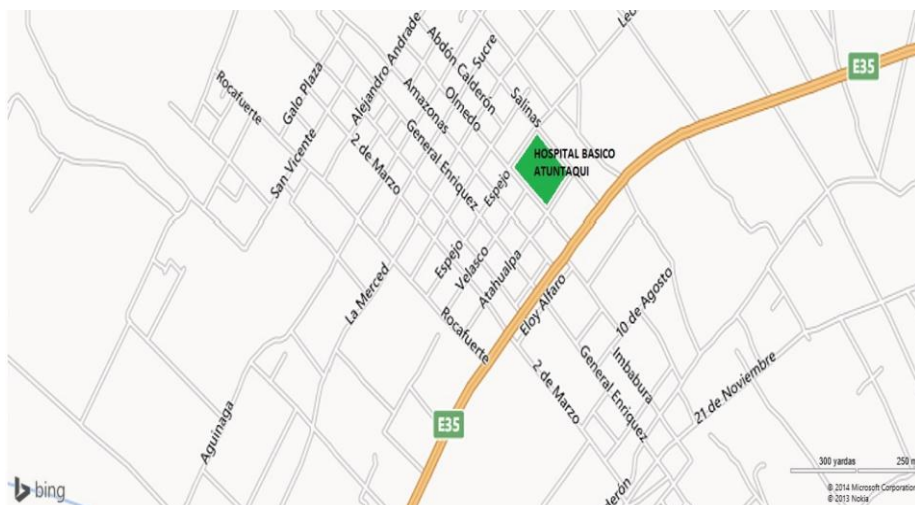 Alejandro Andrade
Abdón Calderón
Sucre
E35
Rocafuerte
Galo Plaza
Amazonas
Olmedo
Salinas
San Vicente
2 de Marzo
General Enriquez
Espejo
HOSPITAL BASICO
ATUNTAQUI
La Merced
Espejo
Velasco
Atahualpa
Rocafuerte
Eloy Alfaro
10 de Agosto
Imbabura
General Enriquez
2 de Marzo
21 de Noviembre
Aguinaga
E35
300 yardas
250 m
bing
© 2014 Microsoft Corporation
© 2013 Nokia